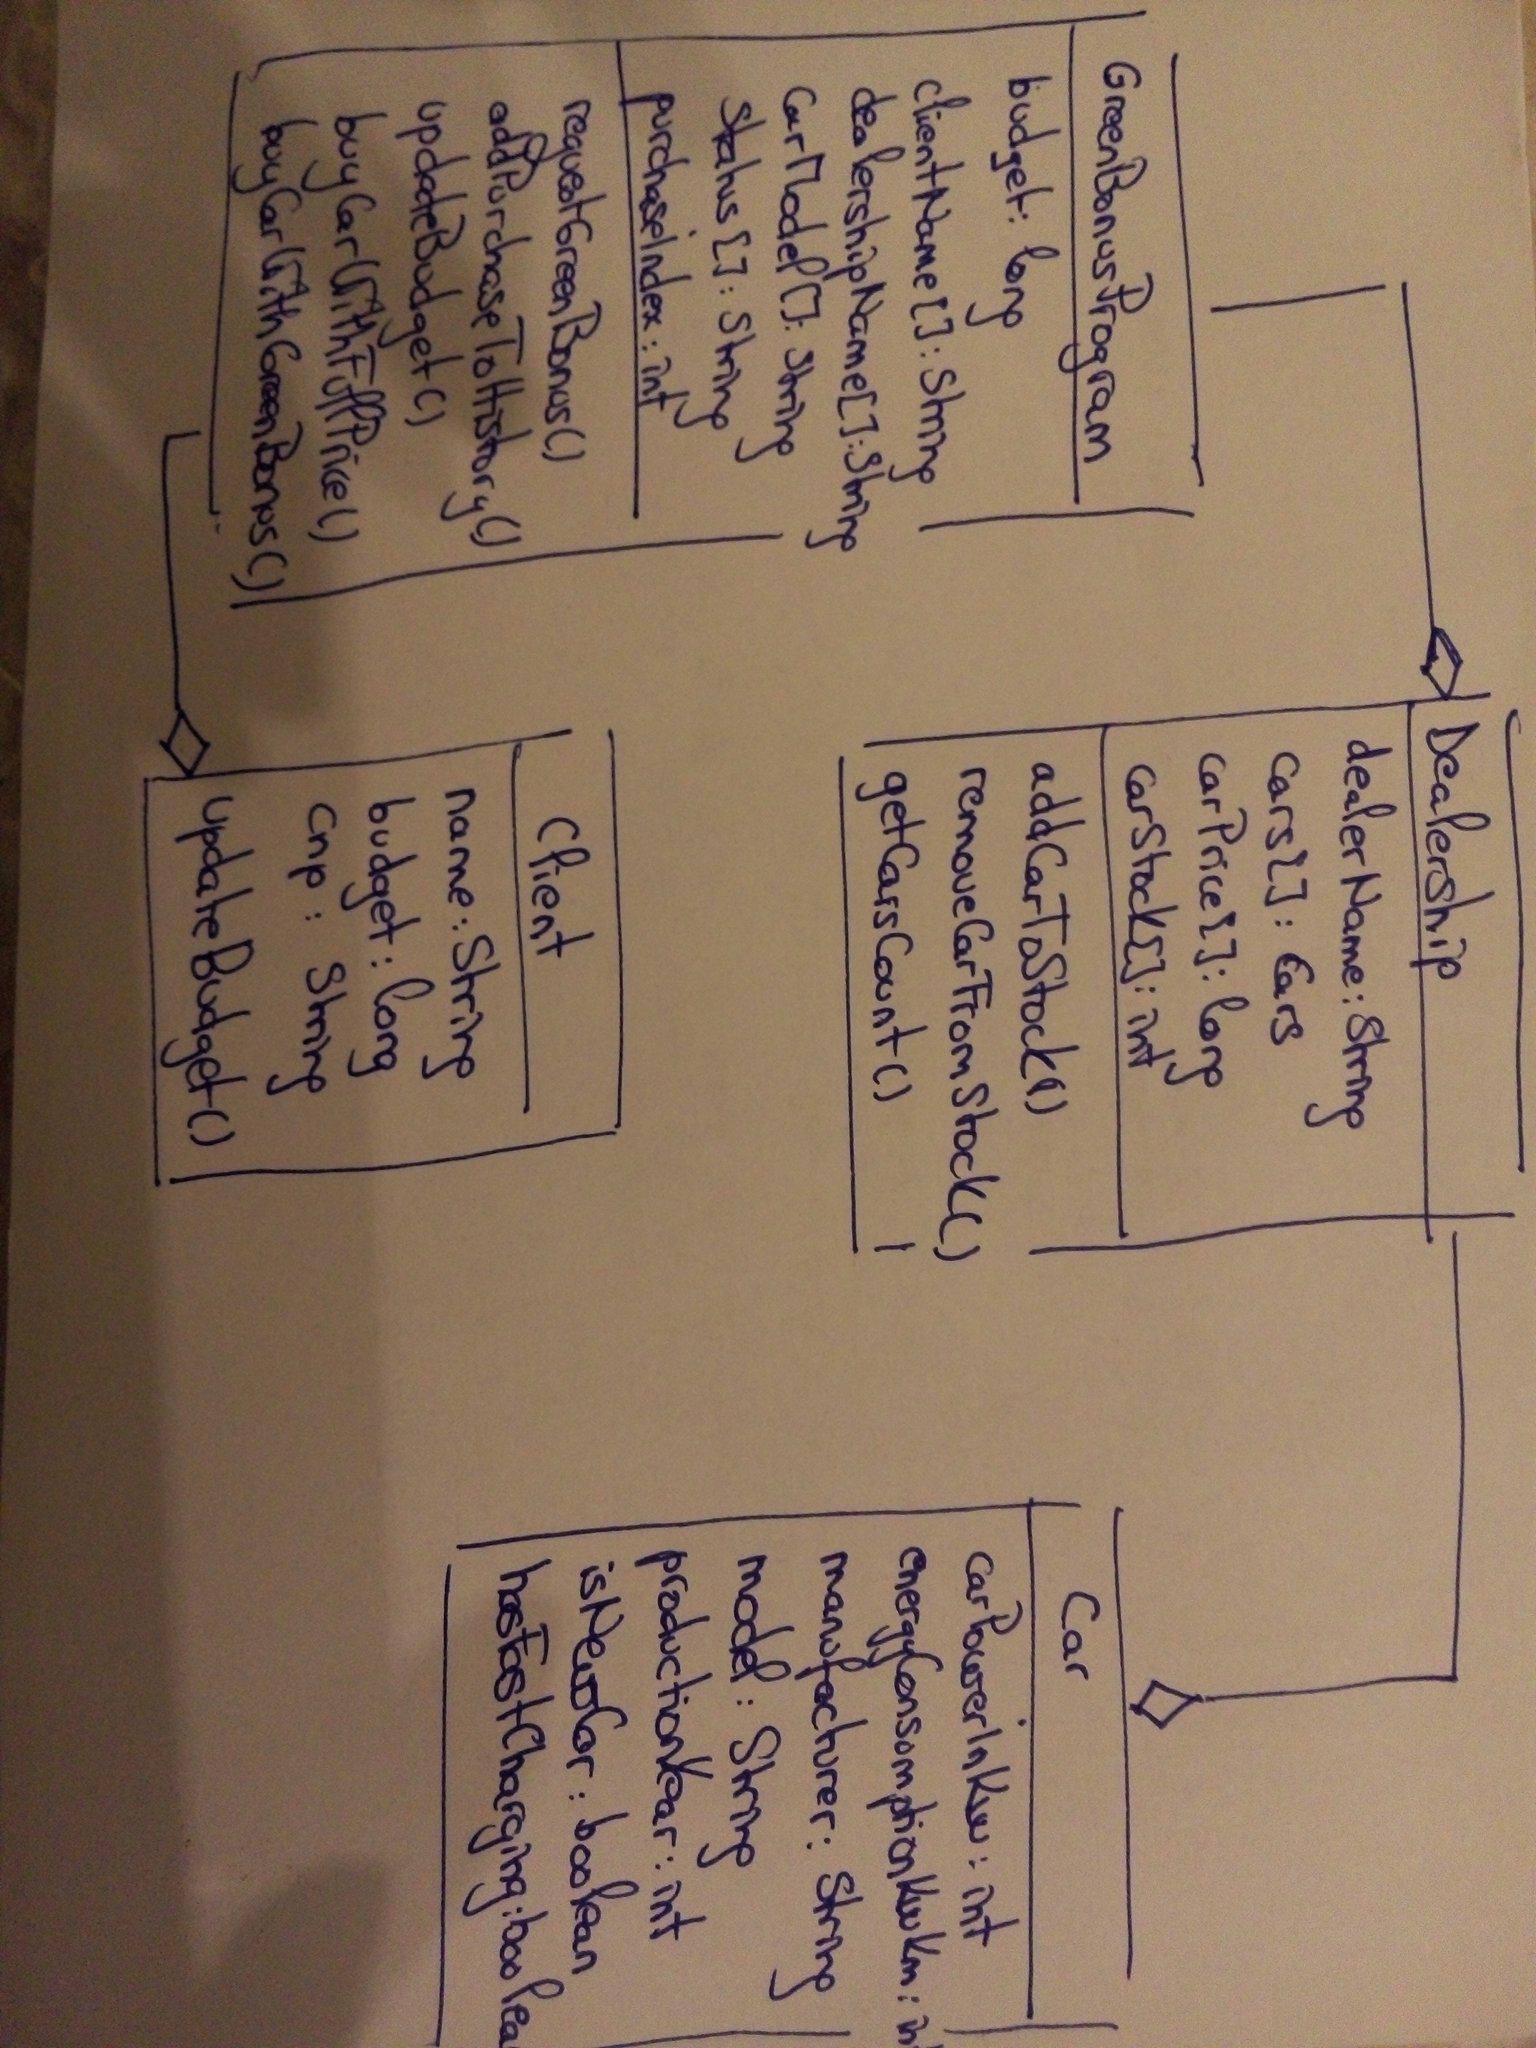 Dealership
dealerName: String
cars[]: Cars
carPrice[]: long
carStock[]: int
addCarToStock()
removeCarFromStock()
getCarsCount()
GreenBonusProgram
budget: long
clientName[]: String
dealershipName[]: String
carModel[]: String
status[]: String
purchaseIndex: int
requestGreenBonus()
addPurchaseToHistory()
updateBudget()
buyCarWithFullPrice()
buyCarWithGreenBonus()
Client
name: String
budget: long
cnp: String
updateBudget()
Car
carPowerInKw: int
energyConsomptionKwKm: in
manufacturer: String
model: String
productionYear: int
isNewCar: boolean
hasFastCharging: boolea